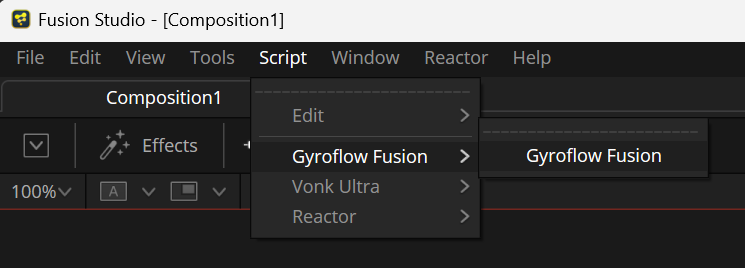 Fusion Studio - [Composition1]
File Edit View Tools Script Window Reactor Help
Composition1
Edit
Effects
Gyroflow Fusion
Gyroflow Fusion
100%
A
Vonk Ultra
Reactor